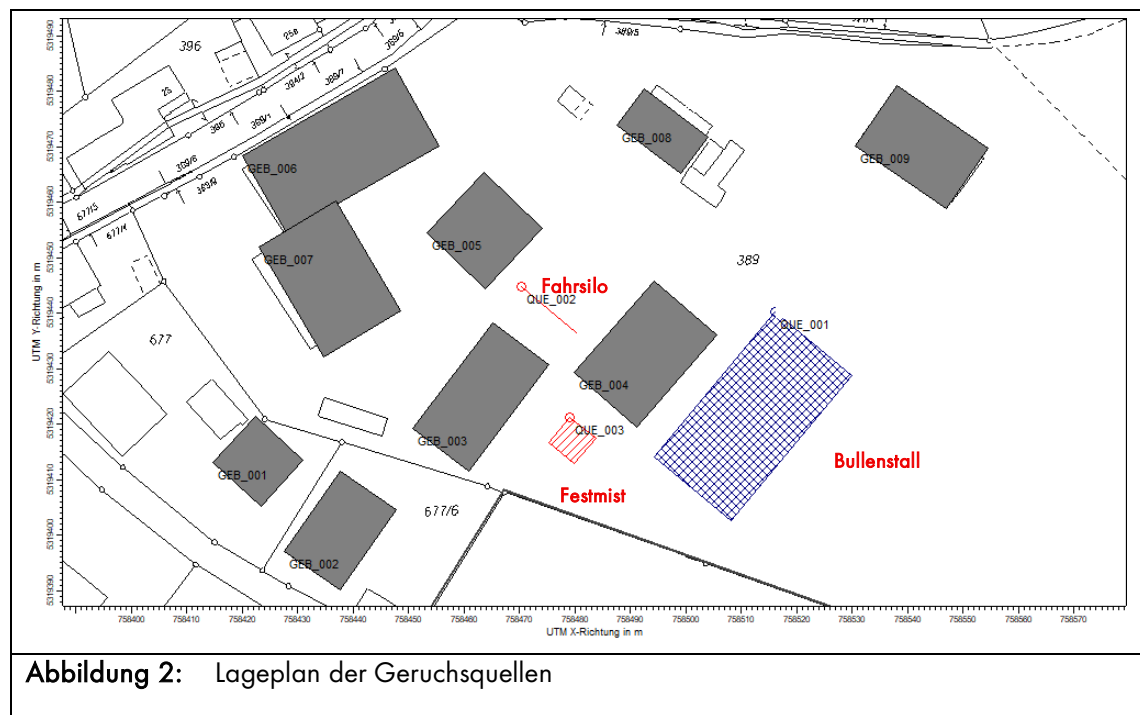 396
25a
25
389/5
389/6
394/2
389/7
396
389/1
389/6
389/9
677/5
677/4
GEB_006
GEB_008
GEB_009
GEB_005
GEB_007
389
Fahrsilo
QUE_002
QUE_001
677
GEB_004
GEB_003
QUE_003
GEB_001
Bullenstall
Festmist
677/6
GEB_002
UTM Y-Richtung in m
5319490
5319480
5319470
5319460
5319450
5319440
5319430
5319420
5319410
5319400
5319390
758400 758410 758420 758430 758440 758450 758460 758470 758480 758490 758500 758510 758520 758530 758540 758550 758560 758570
UTM X-Richtung in m
Abbildung 2: Lageplan der Geruchsquellen